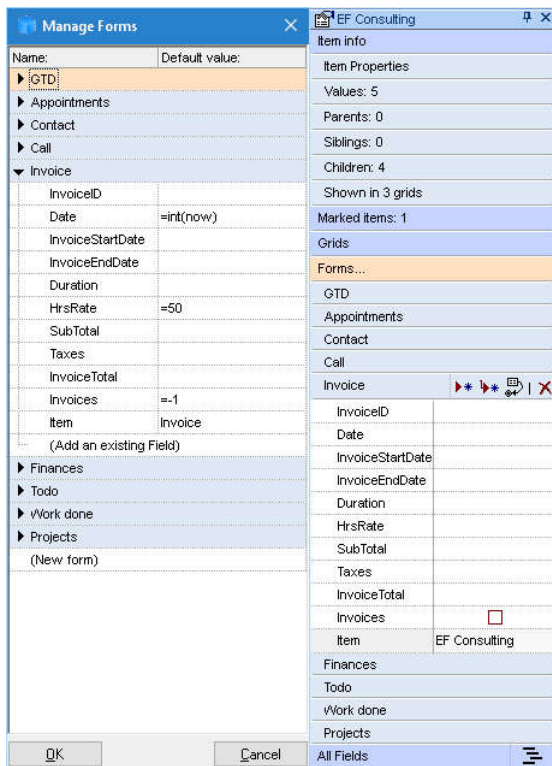 Manage Forms
Name: Default value:
GTD
Appointments
Contact
Call
Invoice
InvoiceID
Date =int(now)
InvoiceStartDate
InvoiceEndDate
Duration
HrsRate =50
SubTotal
Taxes
InvoiceTotal
Invoices =-1
Item Invoice
(Add an existing Field)
Finances
Todo
Work done
Projects
(New form)
OK Cancel
EF Consulting
Item info
Item Properties
Values: 5
Parents: 0
Siblings: 0
Children: 4
Shown in 3 grids
Marked items: 1
Grids
Forms...
GTD
Appointments
Contact
Call
Invoice
InvoiceID
Date
InvoiceStartDate
InvoiceEndDate
Duration
HrsRate
SubTotal
Taxes
InvoiceTotal
Invoices
Item EF Consulting
Finances
Todo
Work done
Projects
All Fields